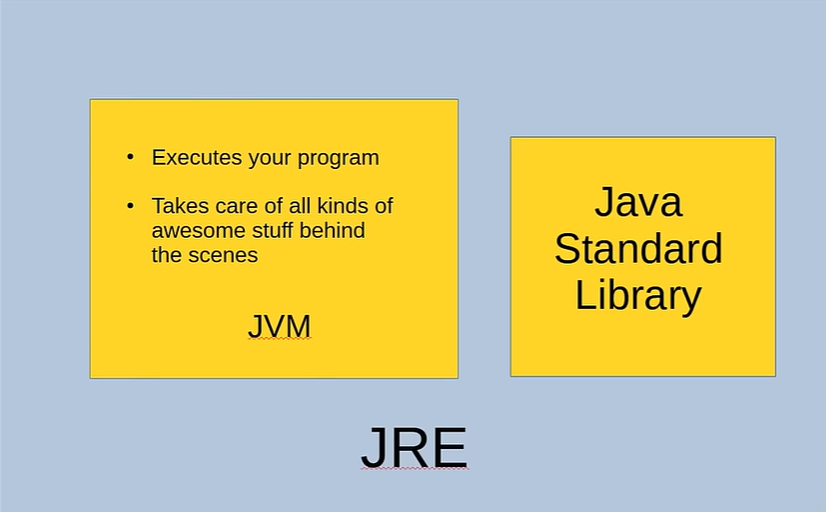 • Executes your program
• Takes care of all kinds of
awesome stuff behind
the scenes
JVM
Java
Standard
Library
JRE